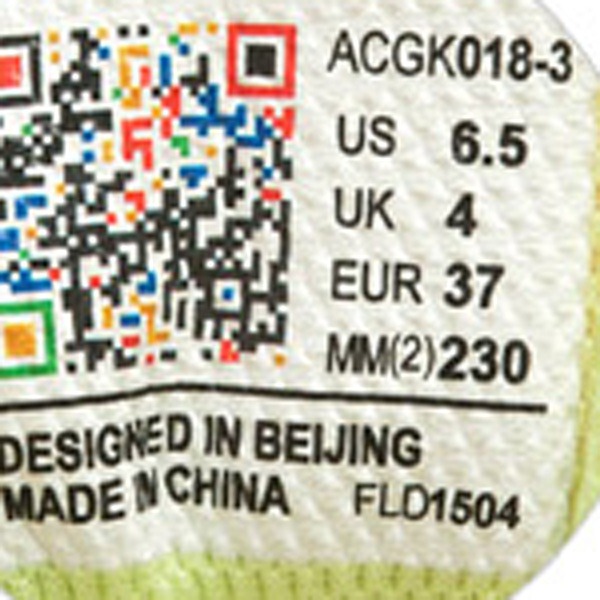 ACGK018-3
US 6.5
UK 4
EUR 37
MM(2)230
DESIGNED IN BEIJING
MADE IN CHINA FLD1504